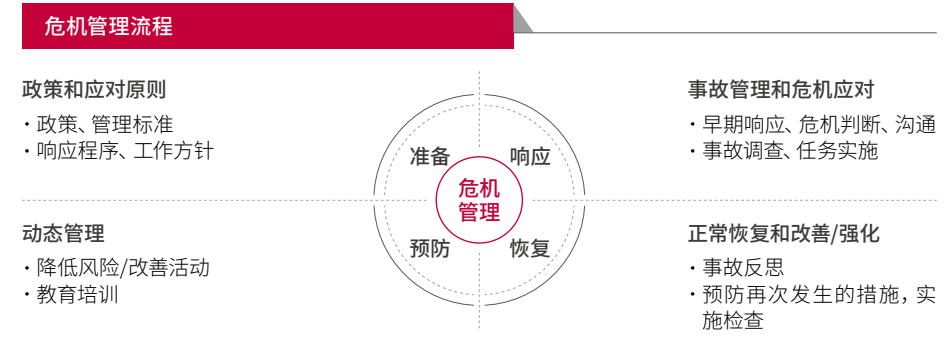 危机管理流程
政策和应对原则
・政策、管理标准
・响应程序、工作方针
动态管理
・降低风险/改善活动
・教育培训
准备
响应
危机
管理
预防
恢复
事故管理和危机应对
・早期响应、危机判断、沟通
・事故调查、任务实施
正常恢复和改善/强化
・事故反思
・预防再次发生的措施，实
施检查